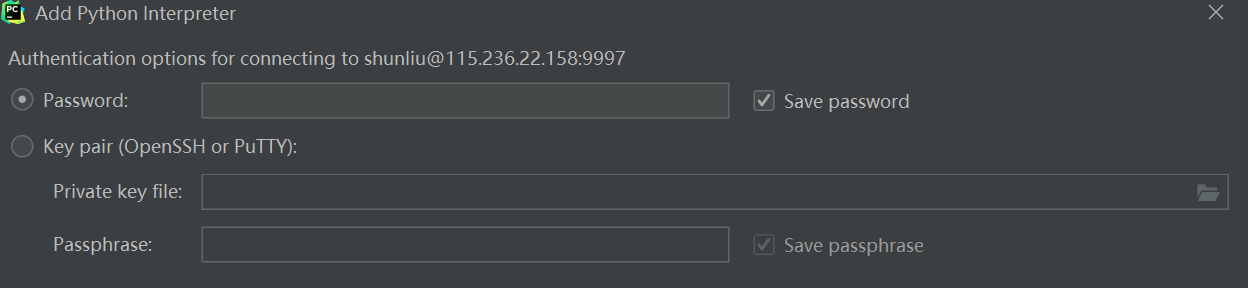 PC
Add Python Interpreter
Authentication options for connecting to shunliu@115.236.22.158:9997
Password: Save password
Key pair (OpenSSH or PuTTY):
Private key file:
Passphrase: Save passphrase